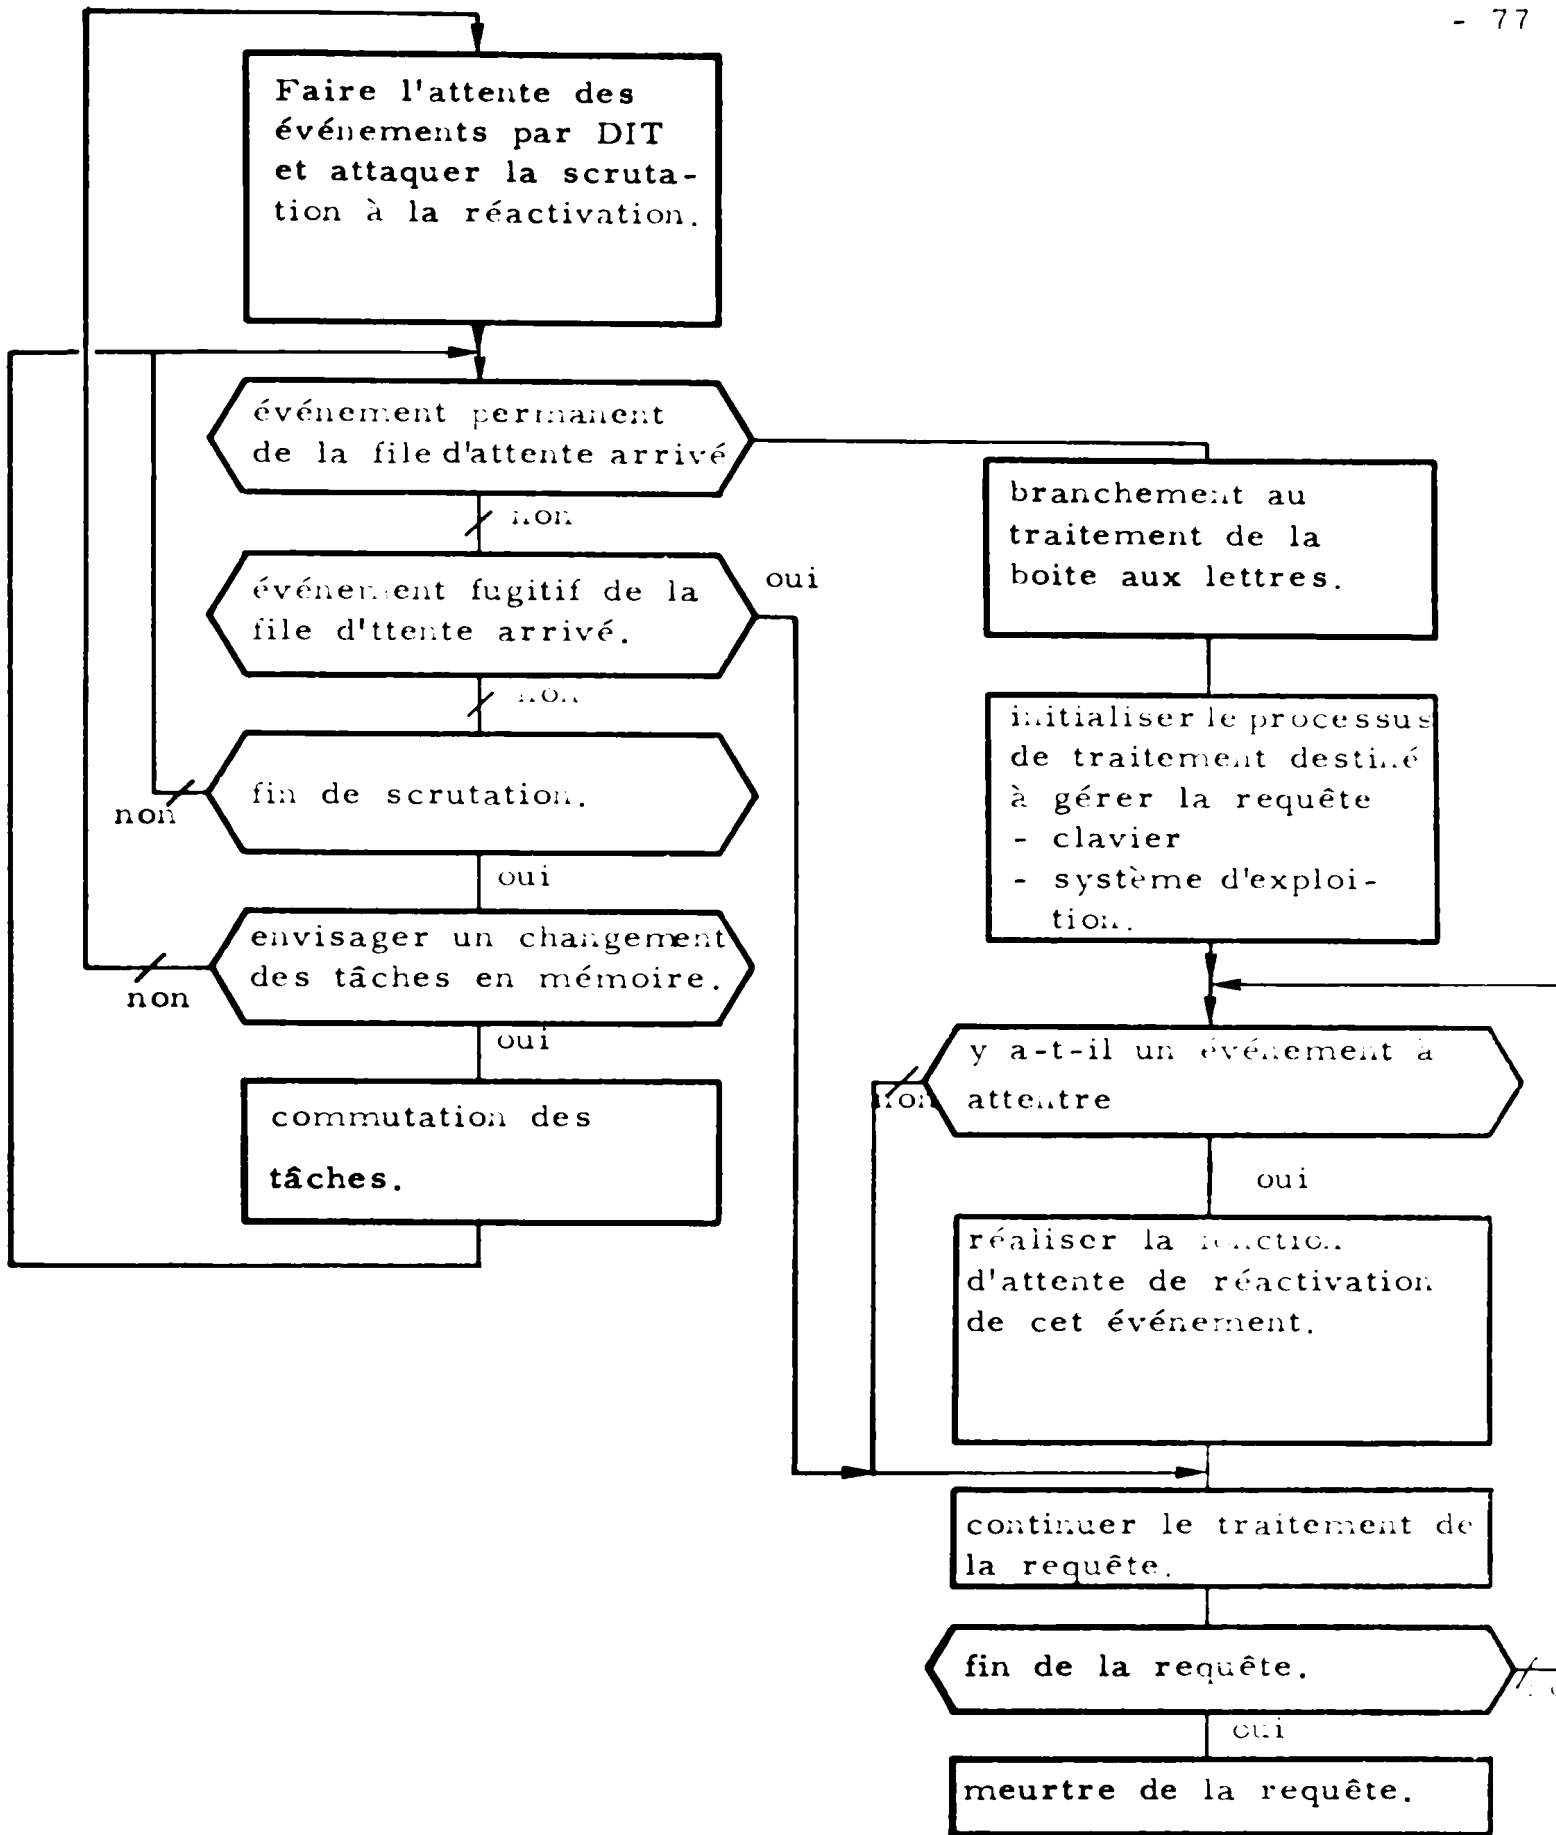 - 77
Faire l'attente des
événements par DIT
et attaquer la scruta-
tion à la réactivation.
événement permanent
de la file d'attente arrivé
non
événement fugitif de la
file d'ttente arrivé.
oui
non
fin de scrutation.
non
oui
envisager un changement
des tâches en mémoire.
non
oui
commutation des
tâches.
branchement au
traitement de la
boite aux lettres.
initialiser le processus
de traitement destiné
à gérer la requête
- clavier
- système d'exploi-
tion.
y a-t-il un événement à
attentre
non
oui
réaliser la fonction
d'attente de réactivation
de cet événement.
continuer le traitement de
la requête.
fin de la requête.
oui
meurtre de la requête.